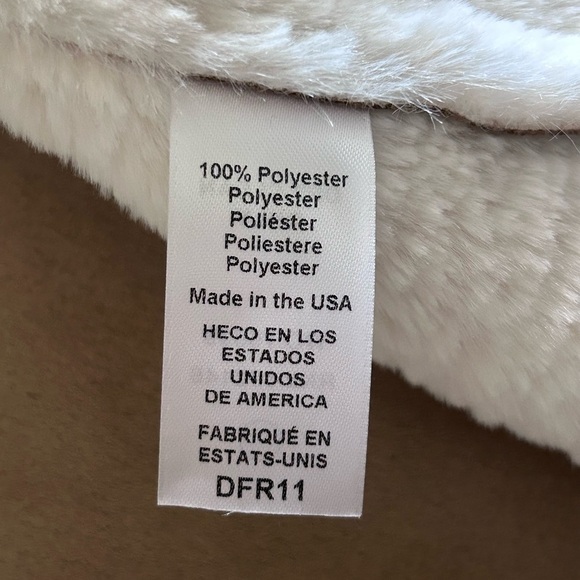 100% Polyester
Polyester
Poliéster
Poliestere
Polyester
Made in the USA
HECO EN LOS
ESTADOS
UNIDOS
DE AMERICA
FABRIQUÉ EN
ESTATS-UNIS
DFR11